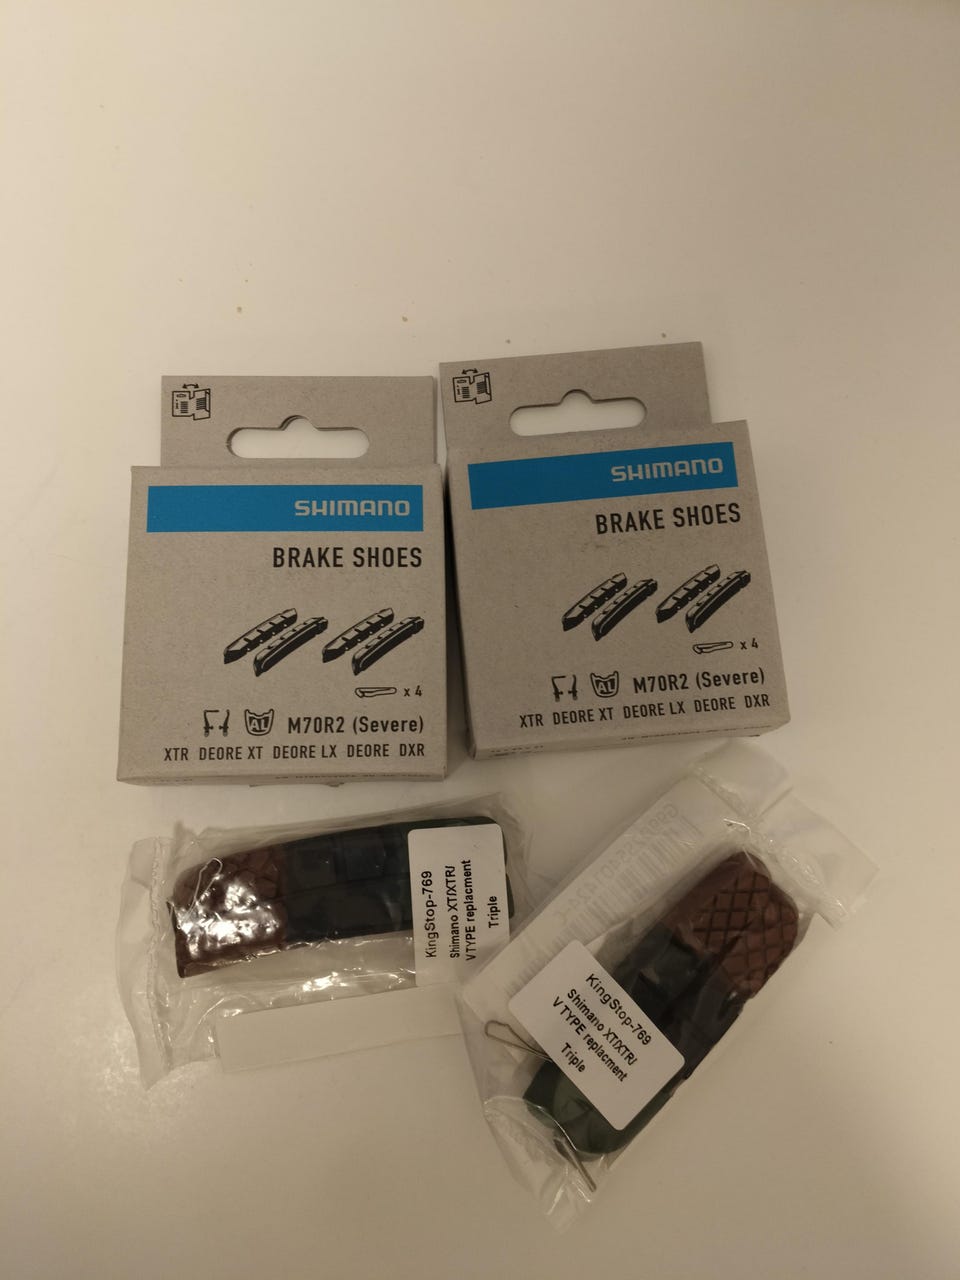 SHIMANO
BRAKE SHOES
x 4
AL M70R2 (Severe)
XTR DEORE XT DEORE LX DEORE DXR
SHIMANO
BRAKE SHOES
x 4
AL M70R2 (Severe)
XTR DEORE XT DEORE LX DEORE DXR
KingStop-769
Shimano XT/XTR/
V TYPE replacment
Triple
KingStop-769
Shimano XT/XTR/
V TYPE replacment
Triple